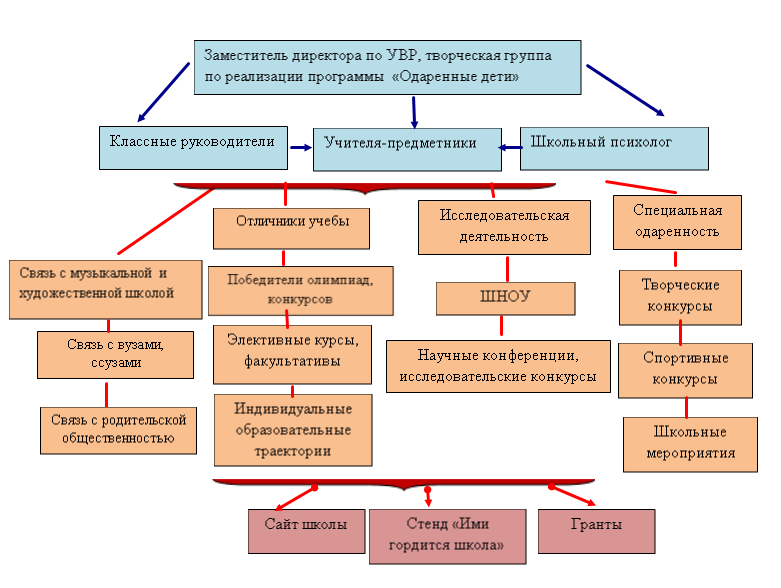 Заместитель директора по УВР, творческая группа
по реализации программы «Одаренные дети»
Классные руководители
Учителя-предметники
Школьный психолог
Связь с музыкальной и
художественной школой
Связь с вузами,
ссузами
Связь с родительской
общественностью
Отличники учебы
Победители олимпиад,
конкурсов
Элективные курсы,
факультативы
Индивидуальные
образовательные
траектории
Исследовательская
деятельность
ШНОУ
Научные конференции,
исследовательские конкурсы
Специальная
одаренность
Творческие
конкурсы
Спортивные
конкурсы
Школьные
мероприятия
Сайт школы
Стенд «Ими
гордится школа»
Гранты